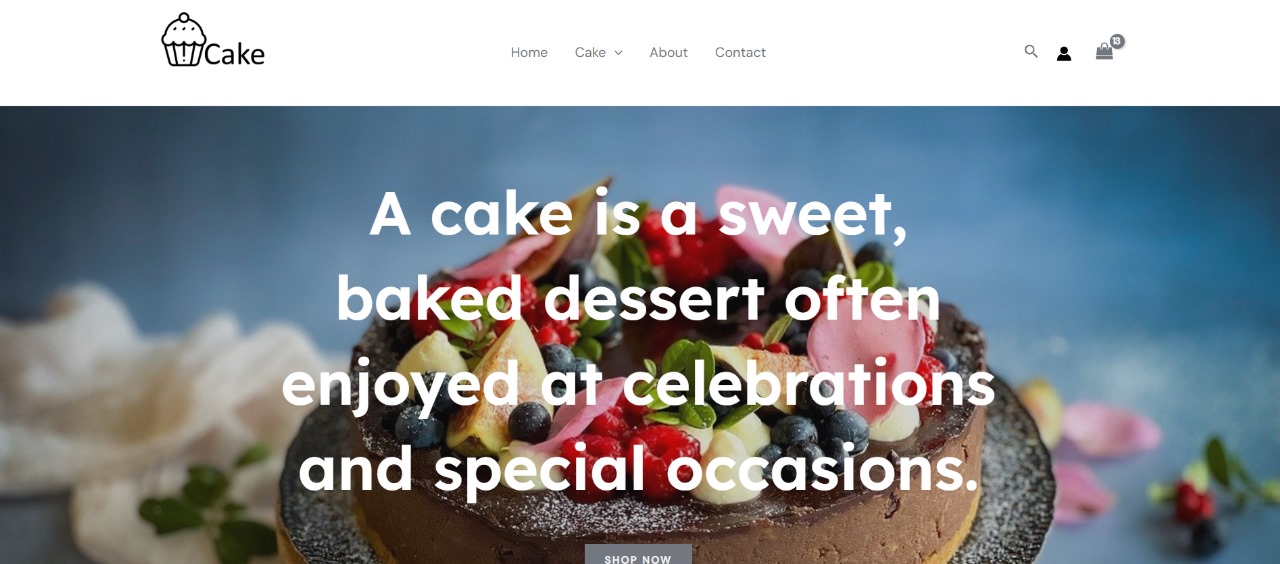 Cake
Home
Cake
About
Contact
13
A cake is a sweet,
baked dessert often
enjoyed at celebrations
and special occasions.
SHOP NOW